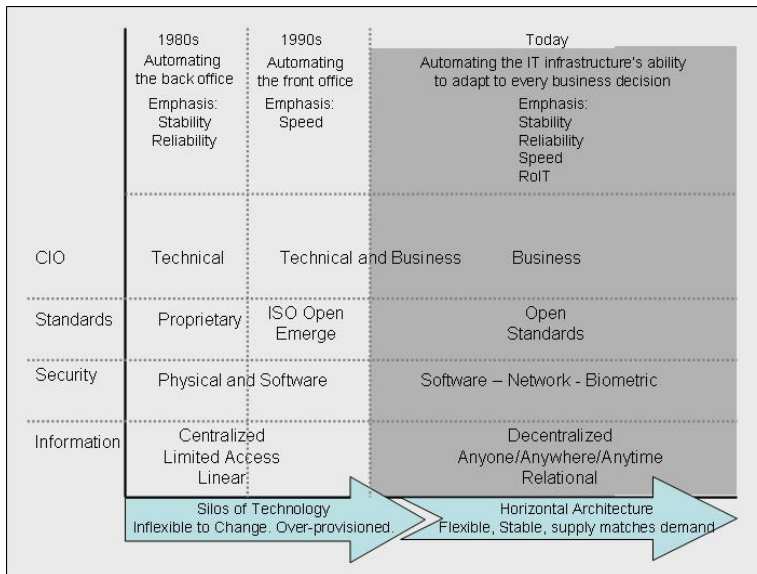 1980s
Automating
the back office
Emphasis:
Stability
Reliability
1990s
Automating
the front office
Emphasis:
Speed
Today
Automating the IT infrastructure's ability
to adapt to every business decision
Emphasis:
Stability
Reliability
Speed
RoIT
CIO
Technical
Technical and Business
Business
Standards
Proprietary
ISO Open
Emerge
Open
Standards
Security
Physical and Software
Software – Network - Biometric
Information
Centralized
Limited Access
Linear
Decentralized
Anyone/Anywhere/Anytime
Relational
Silos of Technology
Inflexible to Change. Over-provisioned.
Horizontal Architecture
Flexible, Stable, supply matches demand